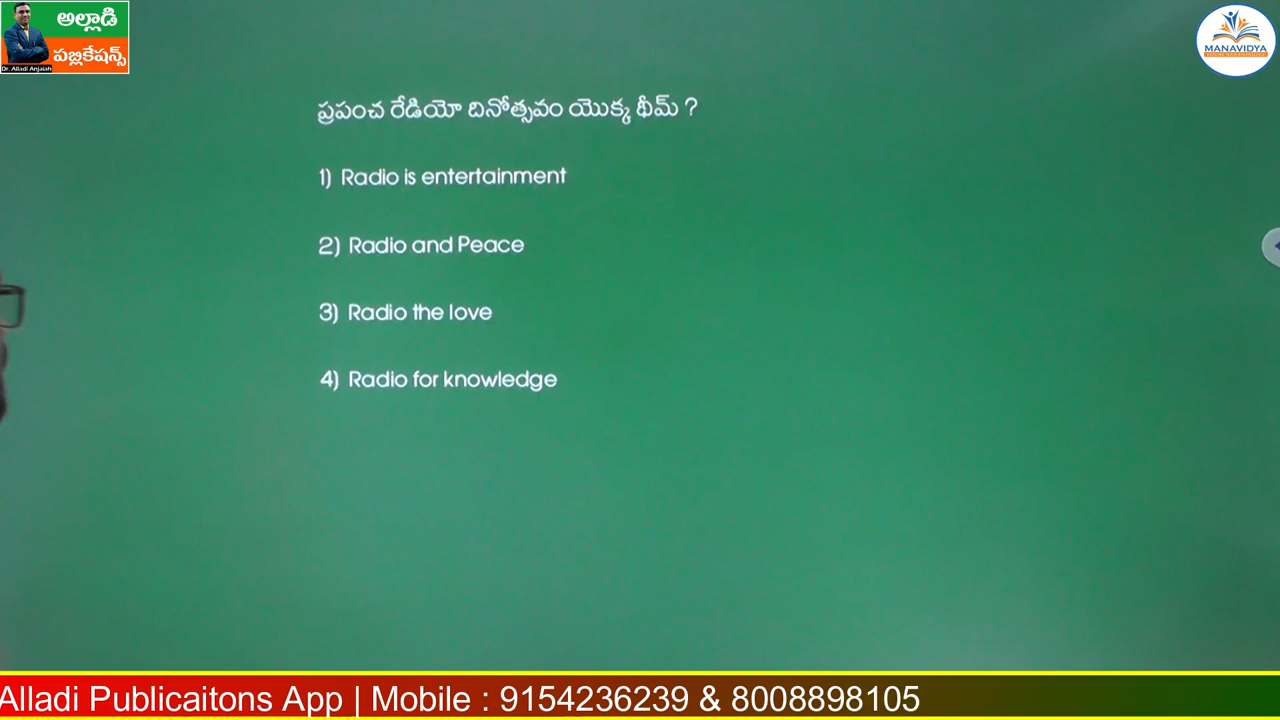 అల్లాడి
పబ్లికేషన్స్
Dr. Alladi Anjaiah
MANAVIDYA
ప్రపంచ రేడియో దినోత్సవం యొక్క థీమ్ ?
1) Radio is entertainment
2) Radio and Peace
3) Radio the love
4) Radio for knowledge
Alladi Publicaitons App | Mobile : 9154236239 & 8008898105